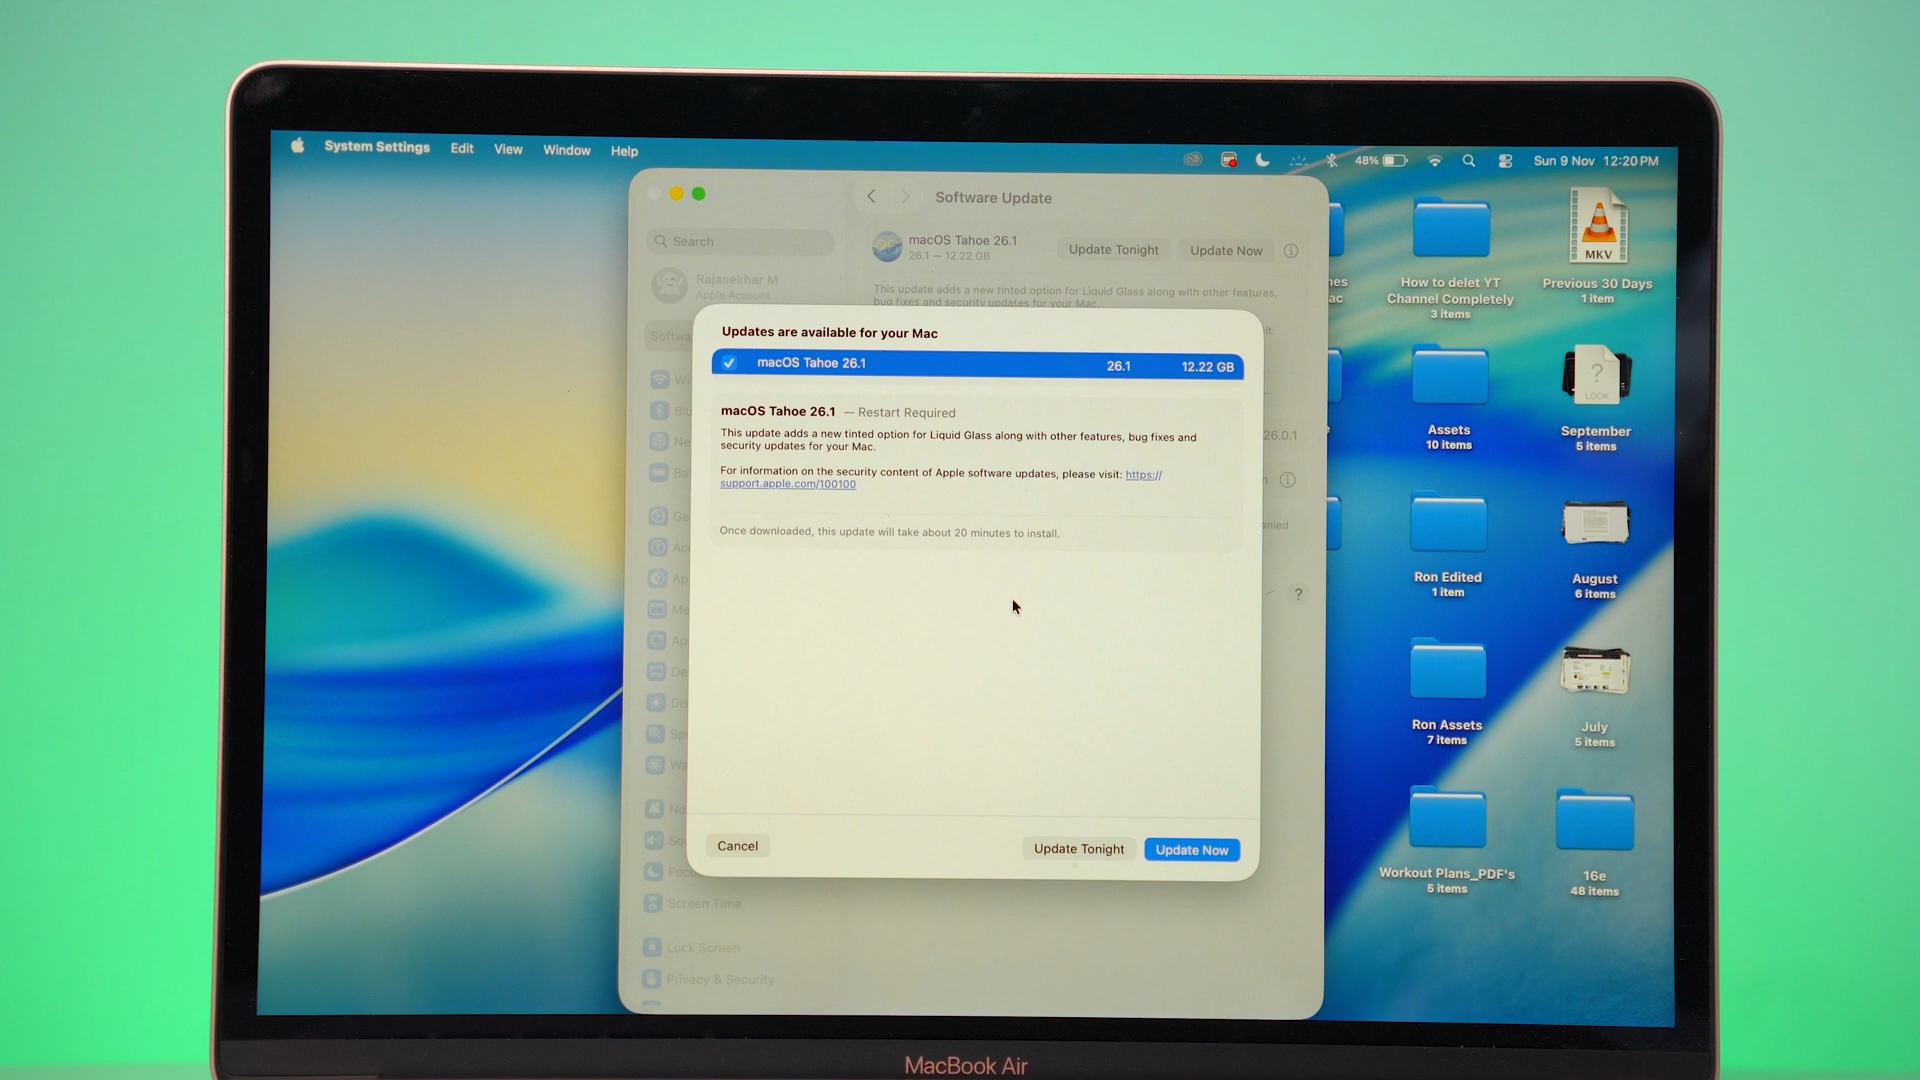 System Settings Edit View Window Help
48% Sun 9 Nov 12:20 PM
Software Update
Search
macOS Tahoe 26.1
26.1 — 12.22 GB
Update Tonight
Update Now
Rajasekhar M
Apple Account
This update adds a new tinted option for Liquid Glass along with other features,
bug fixes and security updates for your Mac.
Updates are available for your Mac
macOS Tahoe 26.1 26.1 12.22 GB
macOS Tahoe 26.1 — Restart Required
This update adds a new tinted option for Liquid Glass along with other features, bug fixes and
security updates for your Mac.
For information on the security content of Apple software updates, please visit: https://
support.apple.com/100100
Once downloaded, this update will take about 20 minutes to install.
Cancel
Update Tonight
Update Now
26.0.1
?
Screen Time
Lock Screen
Privacy & Security
How to delet YT
Channel Completely
3 items
MKV
Previous 30 Days
1 item
Assets
10 items
?
LOOK
September
5 items
Ron Edited
1 item
August
6 items
Ron Assets
7 items
July
5 items
Workout Plans_PDF's
5 items
16e
48 items
MacBook Air